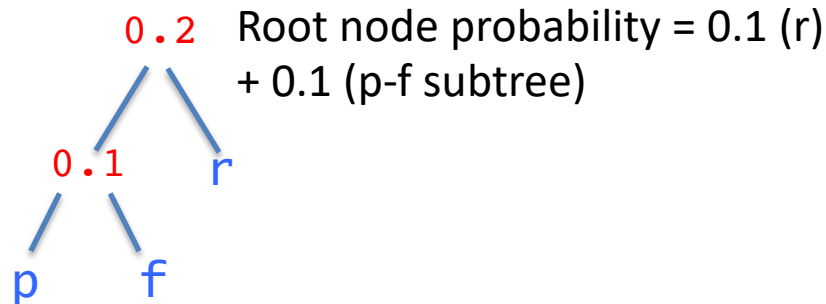 0.2 Root node probability = 0.1 (r)
+ 0.1 (p-f subtree)
0.1 r
p f